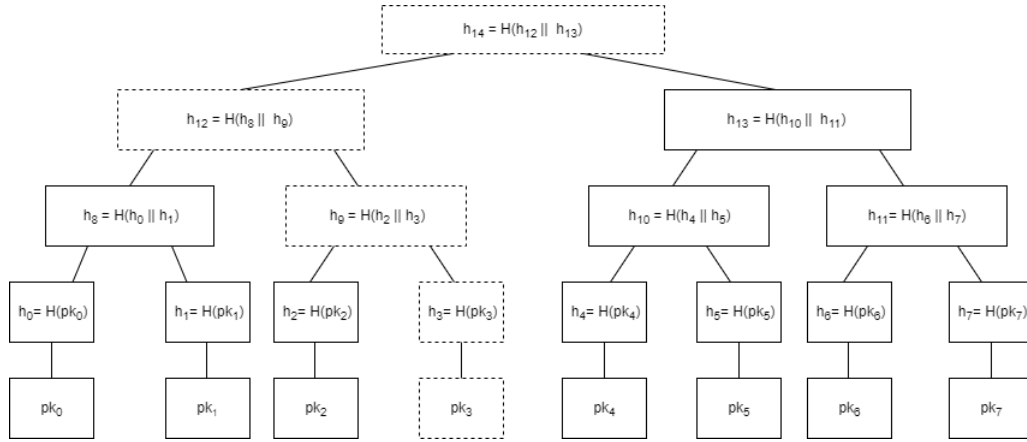 h₁₄ = H(h₁₂ || h₁₃)
h₁₂ = H(h₈ || h₉)
h₁₃ = H(h₁₀ || h₁₁)
h₈ = H(h₀ || h₁)
h₉ = H(h₂ || h₃)
h₁₀ = H(h₄ || h₅)
h₁₁= H(h₆ || h₇)
h₀= H(pk₀)
h₁= H(pk₁)
h₂= H(pk₂)
h₃= H(pk₃)
h₄= H(pk₄)
h₅= H(pk₅)
h₆= H(pk₆)
h₇= H(pk₇)
pk₀
pk₁
pk₂
pk₃
pk₄
pk₅
pk₆
pk₇